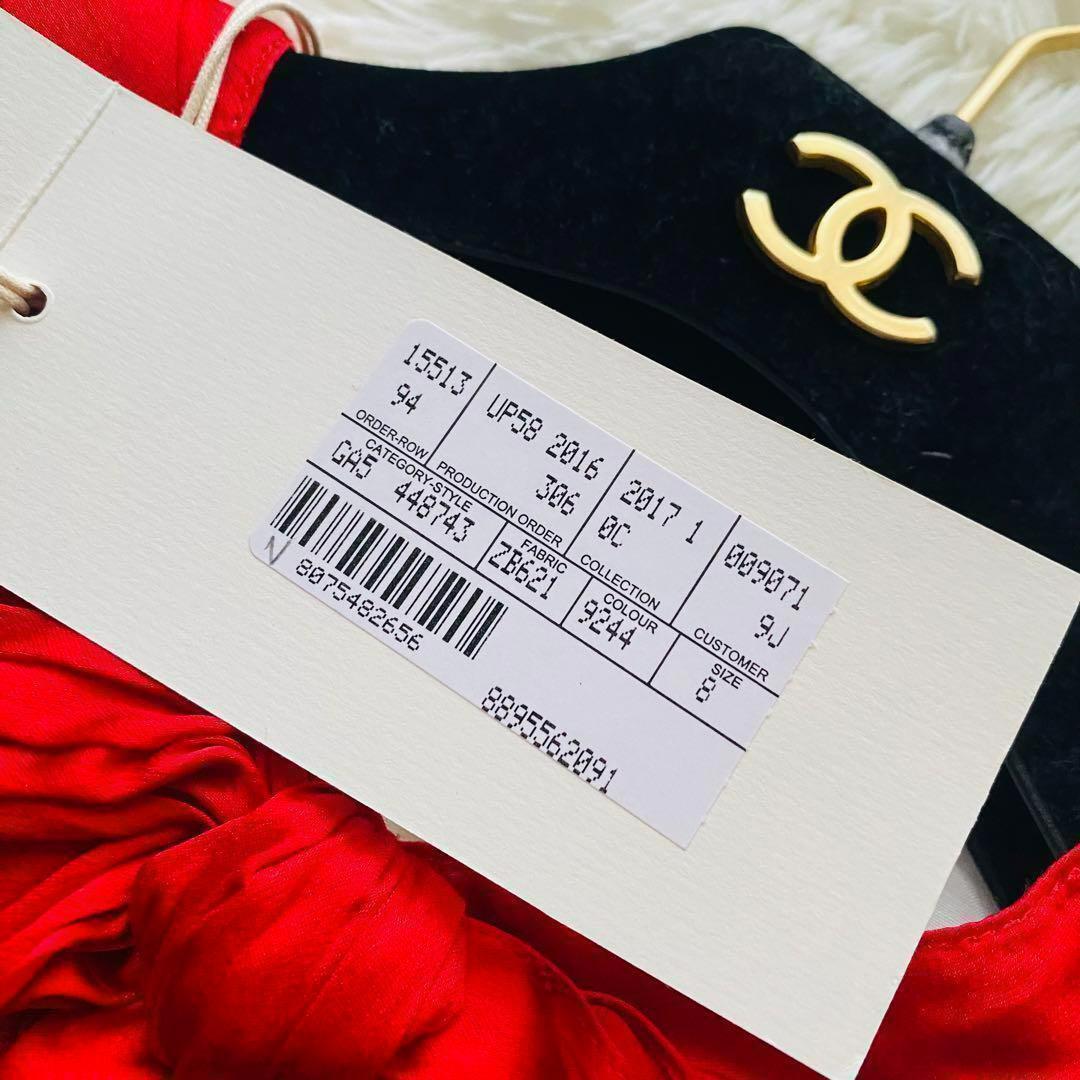 15513
94
ORDER-ROW
UP58 2016
306
PRODUCTION ORDER
2017 1
0C
COLLECTION
009071
9J
CUSTOMER
CATEGORY-STYLE
GA5 448743
FABRIC
ZB621
COLOUR
9244
SIZE
8
8075482656
8895562091